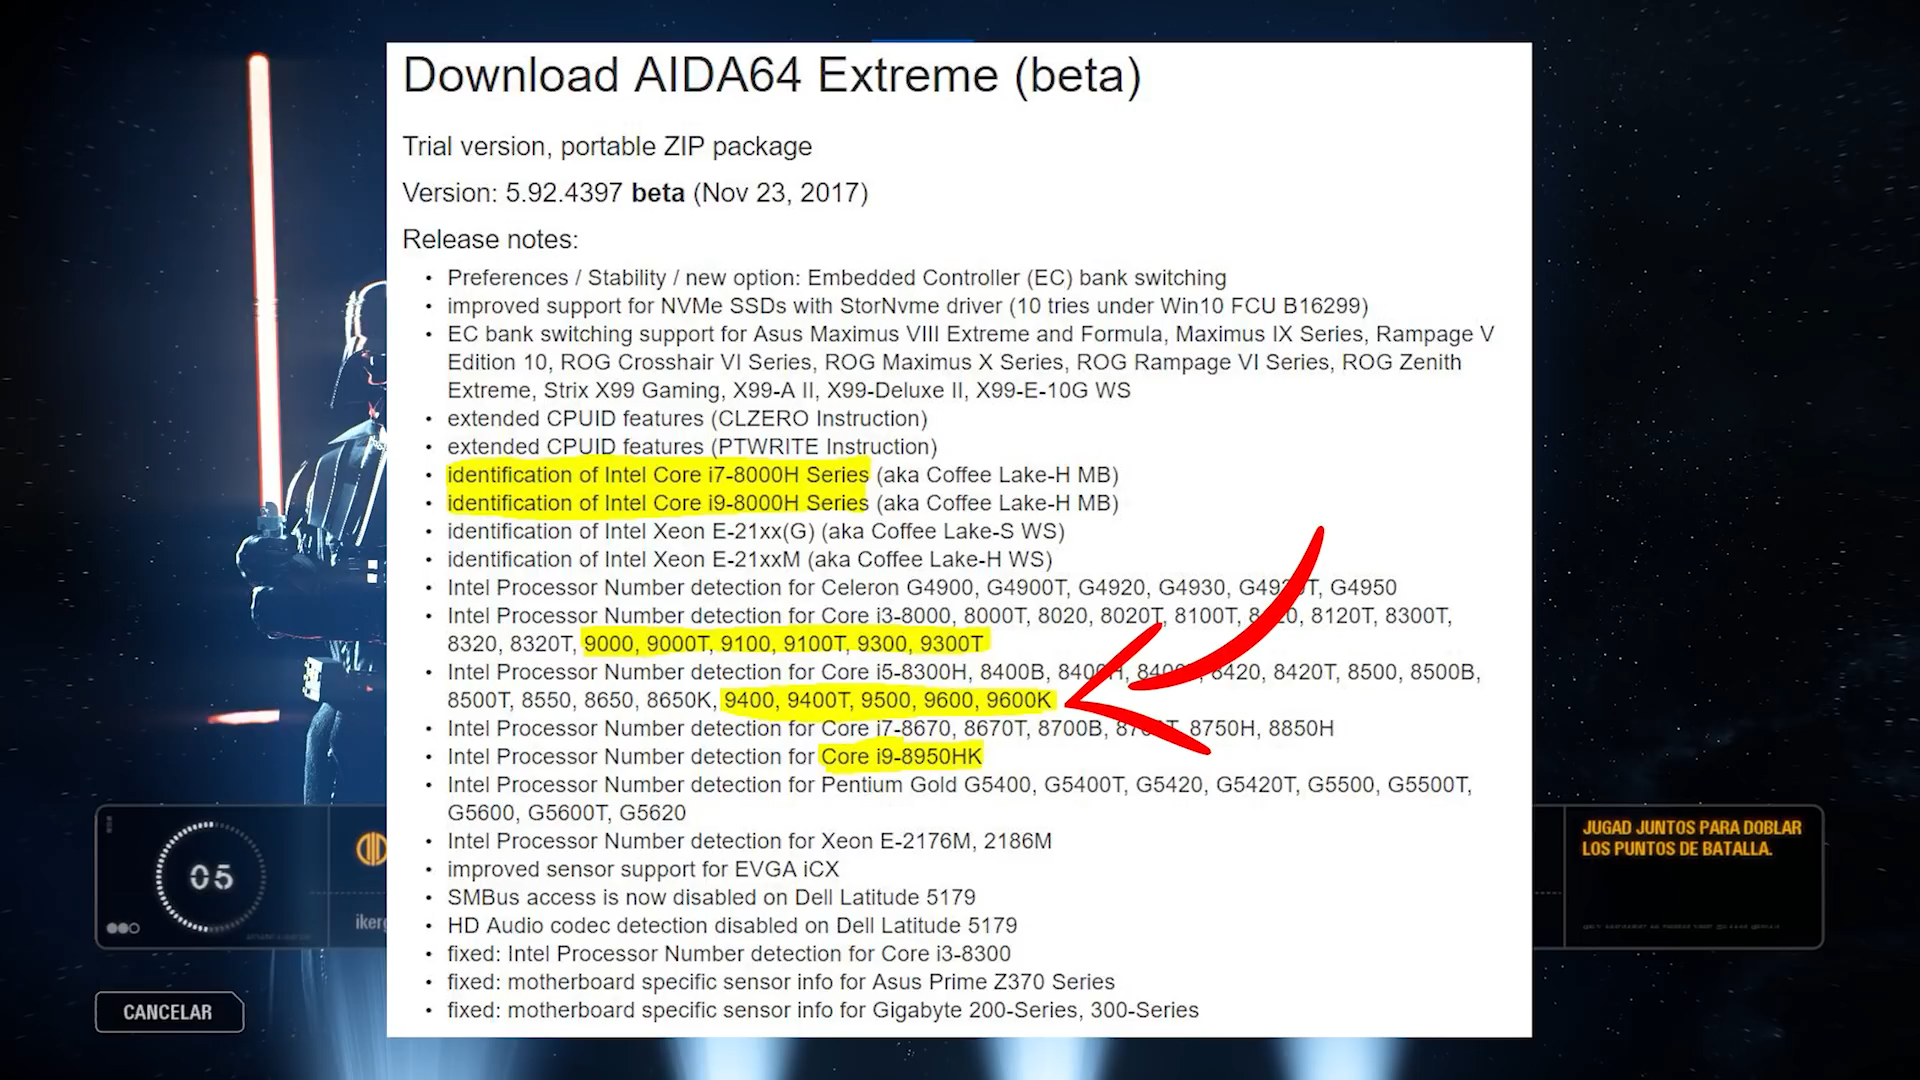 Download AIDA64 Extreme (beta)
Trial version, portable ZIP package
Version: 5.92.4397 beta (Nov 23, 2017)
Release notes:
• Preferences / Stability / new option: Embedded Controller (EC) bank switching
• improved support for NVMe SSDs with StorNvme driver (10 tries under Win10 FCU B16299)
• EC bank switching support for Asus Maximus VIII Extreme and Formula, Maximus IX Series, Rampage V
Edition 10, ROG Crosshair VI Series, ROG Maximus X Series, ROG Rampage VI Series, ROG Zenith
Extreme, Strix X99 Gaming, X99-A II, X99-Deluxe II, X99-E-10G WS
• extended CPUID features (CLZERO Instruction)
• extended CPUID features (PTWRITE Instruction)
• identification of Intel Core i7-8000H Series (aka Coffee Lake-H MB)
• identification of Intel Core i9-8000H Series (aka Coffee Lake-H MB)
• identification of Intel Xeon E-21xx(G) (aka Coffee Lake-S WS)
• identification of Intel Xeon E-21xxM (aka Coffee Lake-H WS)
• Intel Processor Number detection for Celeron G4900, G4900T, G4920, G4930, G4950
• Intel Processor Number detection for Core i3-8000, 8000T, 8020, 8020T, 8100T, 8120T, 8300T,
8320, 8320T, 9000, 9000T, 9100, 9100T, 9300, 9300T
• Intel Processor Number detection for Core i5-8300H, 8400B, 8400H, 8420, 8420T, 8500, 8500B,
8500T, 8550, 8650, 8650K, 9400, 9400T, 9500, 9600, 9600K
• Intel Processor Number detection for Core i7-8670, 8670T, 8700B, 8750H, 8850H
• Intel Processor Number detection for Core i9-8950HK
• Intel Processor Number detection for Pentium Gold G5400, G5400T, G5420, G5420T, G5500, G5500T,
G5600, G5600T, G5620
• Intel Processor Number detection for Xeon E-2176M, 2186M
• improved sensor support for EVGA iCX
• SMBus access is now disabled on Dell Latitude 5179
• HD Audio codec detection disabled on Dell Latitude 5179
• fixed: Intel Processor Number detection for Core i3-8300
• fixed: motherboard specific sensor info for Asus Prime Z370 Series
• fixed: motherboard specific sensor info for Gigabyte 200-Series, 300-Series
05
ikerg
JUGAD JUNTOS PARA DOBLAR
LOS PUNTOS DE BATALLA.
CANCELAR